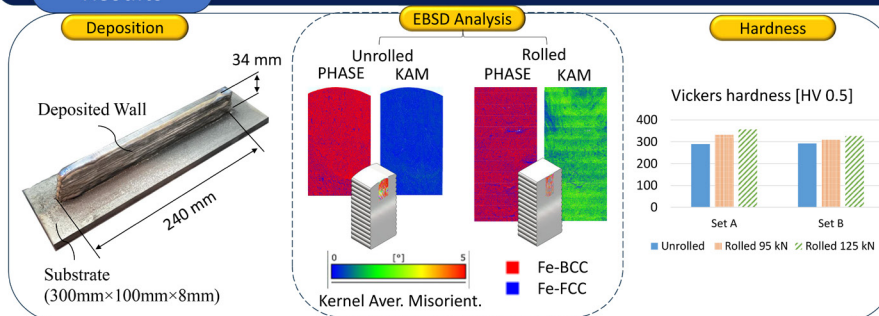 Results
Deposition
34 mm
Deposited Wall
240 mm
Substrate
(300mm×100mm×8mm)
EBSD Analysis
Unrolled
PHASE KAM
Rolled
PHASE KAM
0 [°] 5
Kernel Aver. Misorient.
Fe-BCC
Fe-FCC
Hardness
Vickers hardness [HV 0.5]
400
300
200
100
0
Set A Set B
Unrolled Rolled 95 kN Rolled 125 kN